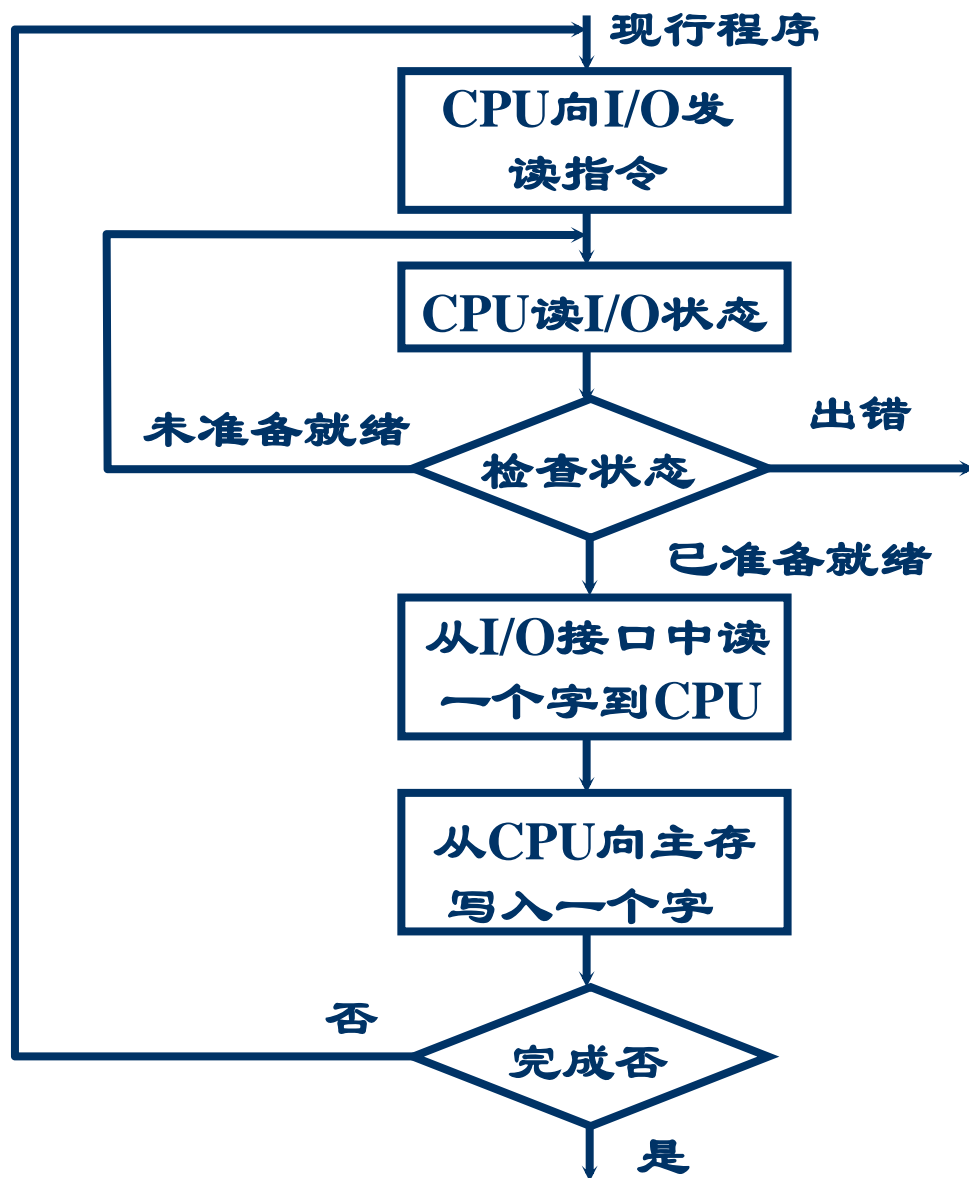 现行程序
CPU向I/O发
读指令
CPU读I/O状态
出错
未准备就绪
检查状态
已准备就绪
从I/O接口中读
一个字到CPU
从CPU向主存
写入一个字
否
完成否
是